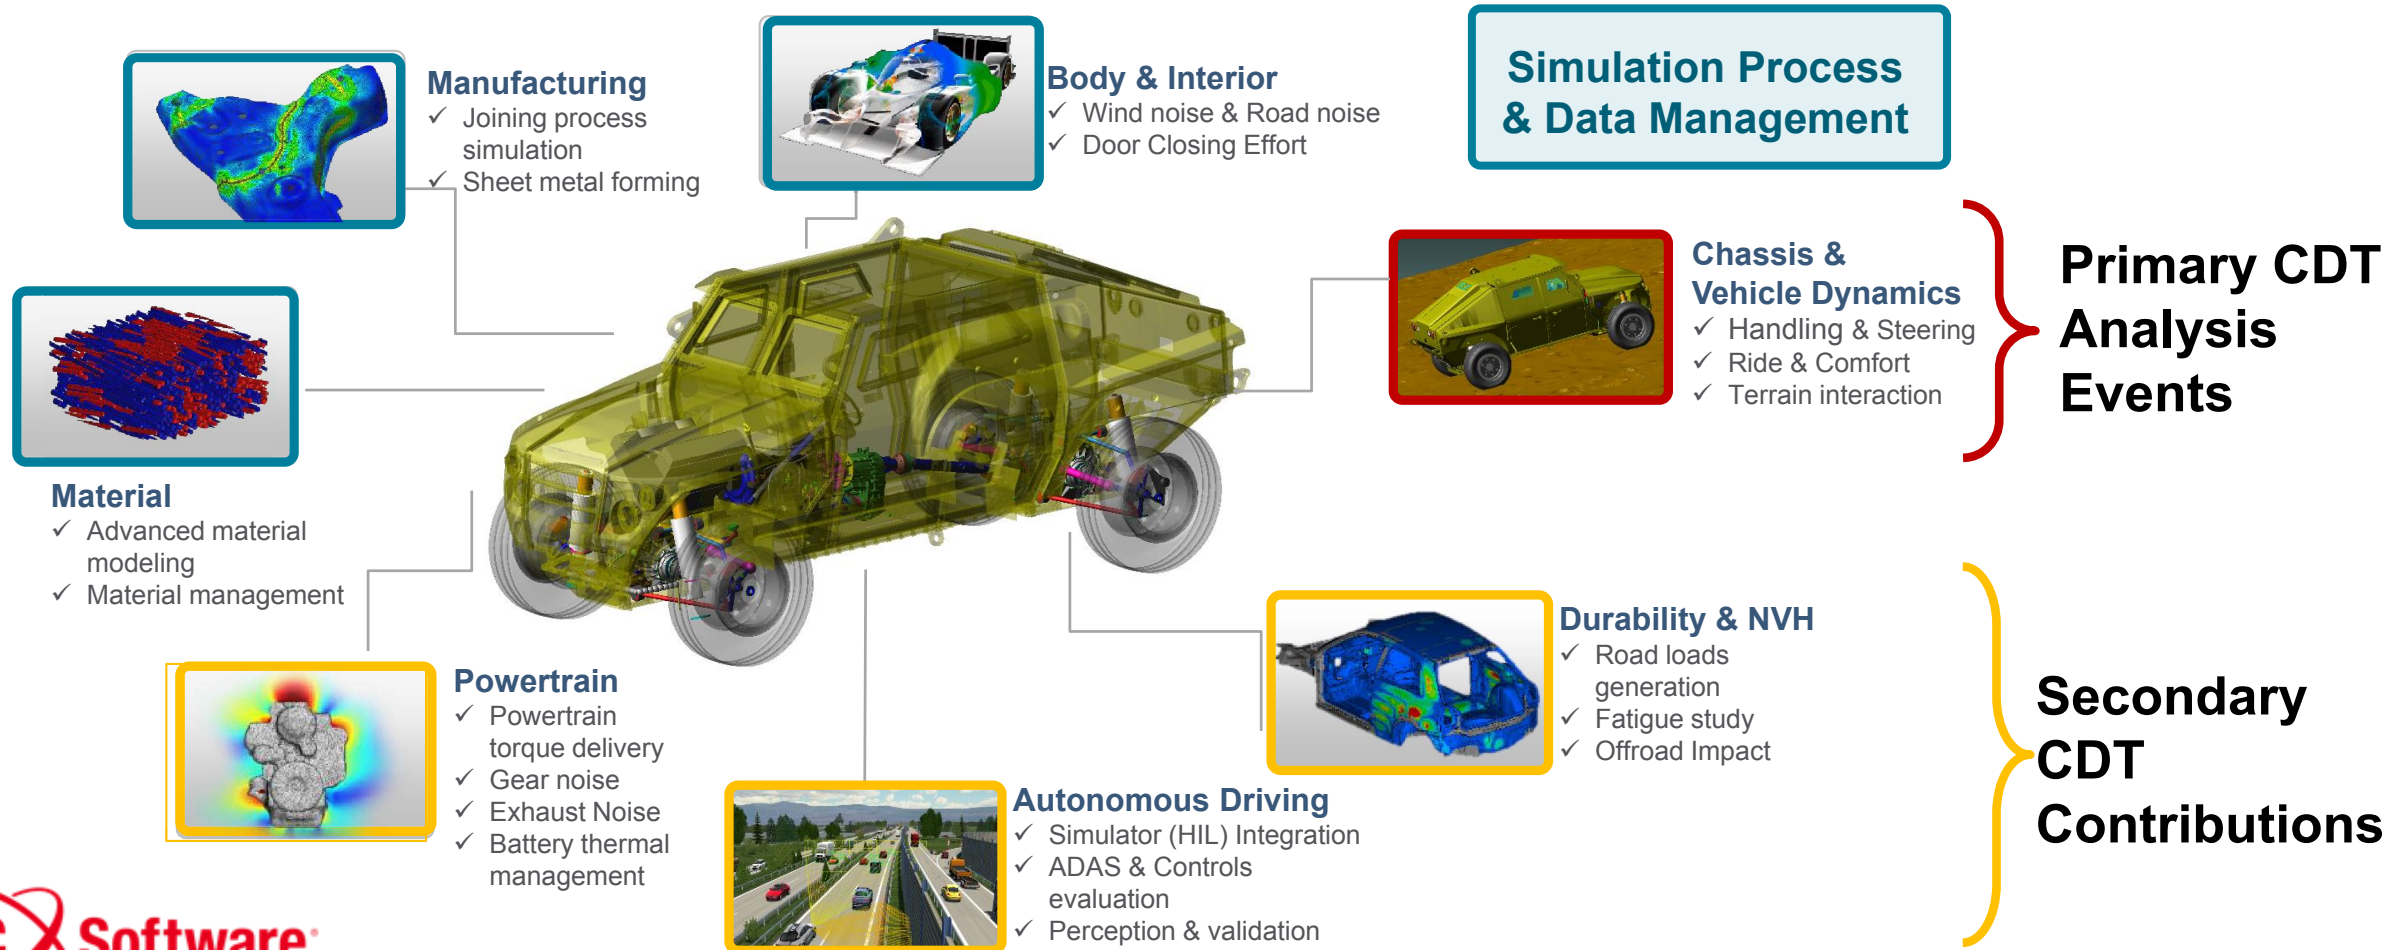 Manufacturing
✓ Joining process
simulation
✓ Sheet metal forming
Body & Interior
✓ Wind noise & Road noise
✓ Door Closing Effort
Simulation Process
& Data Management
Chassis &
Vehicle Dynamics
✓ Handling & Steering
✓ Ride & Comfort
✓ Terrain interaction
Primary CDT
Analysis
Events
Material
✓ Advanced material
modeling
✓ Material management
Powertrain
✓ Powertrain
torque delivery
✓ Gear noise
✓ Exhaust Noise
✓ Battery thermal
management
Autonomous Driving
✓ Simulator (HIL) Integration
✓ ADAS & Controls
evaluation
✓ Perception & validation
Durability & NVH
✓ Road loads
generation
✓ Fatigue study
✓ Offroad Impact
Secondary
CDT
Contributions
Software